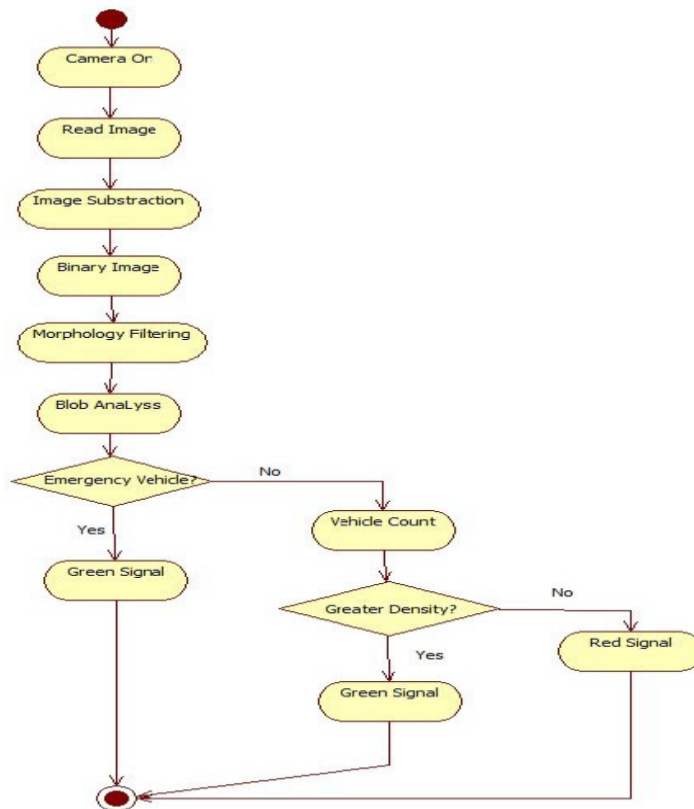 Camera On
Read Image
Image Substraction
Binary Image
Morphology Filtering
Blob AnaLyss
Emergency Vehicle?
No
Yes
Vehicle Count
Green Signal
Greater Density?
No
Yes
Red Signal
Green Signal